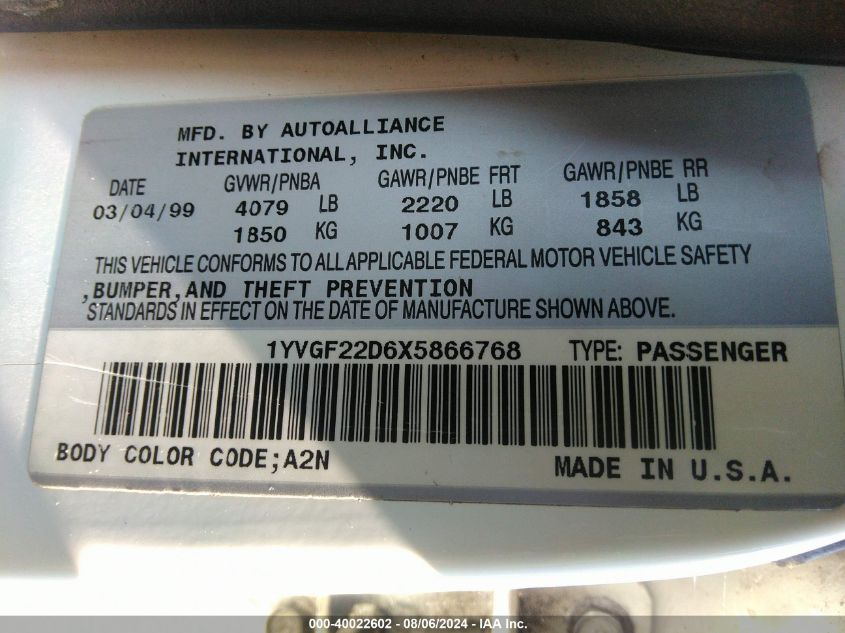 MFD. BY AUTOALLIANCE
INTERNATIONAL, INC.
DATE GVWR/PNBA GAWR/PNBE FRT GAWR/PNBE RR
03/04/99 4079 LB 2220 LB 1858 LB
1850 KG 1007 KG 843 KG
THIS VEHICLE CONFORMS TO ALL APPLICABLE FEDERAL MOTOR VEHICLE SAFETY
,BUMPER,AND THEFT PREVENTION
STANDARDS IN EFFECT ON THE DATE OF MANUFACTURE SHOWN ABOVE.
1YVGF22D6X5866768 TYPE: PASSENGER
BODY COLOR CODE;A2N MADE IN U.S.A.
000-40022602 - 08/06/2024 - IAA Inc.